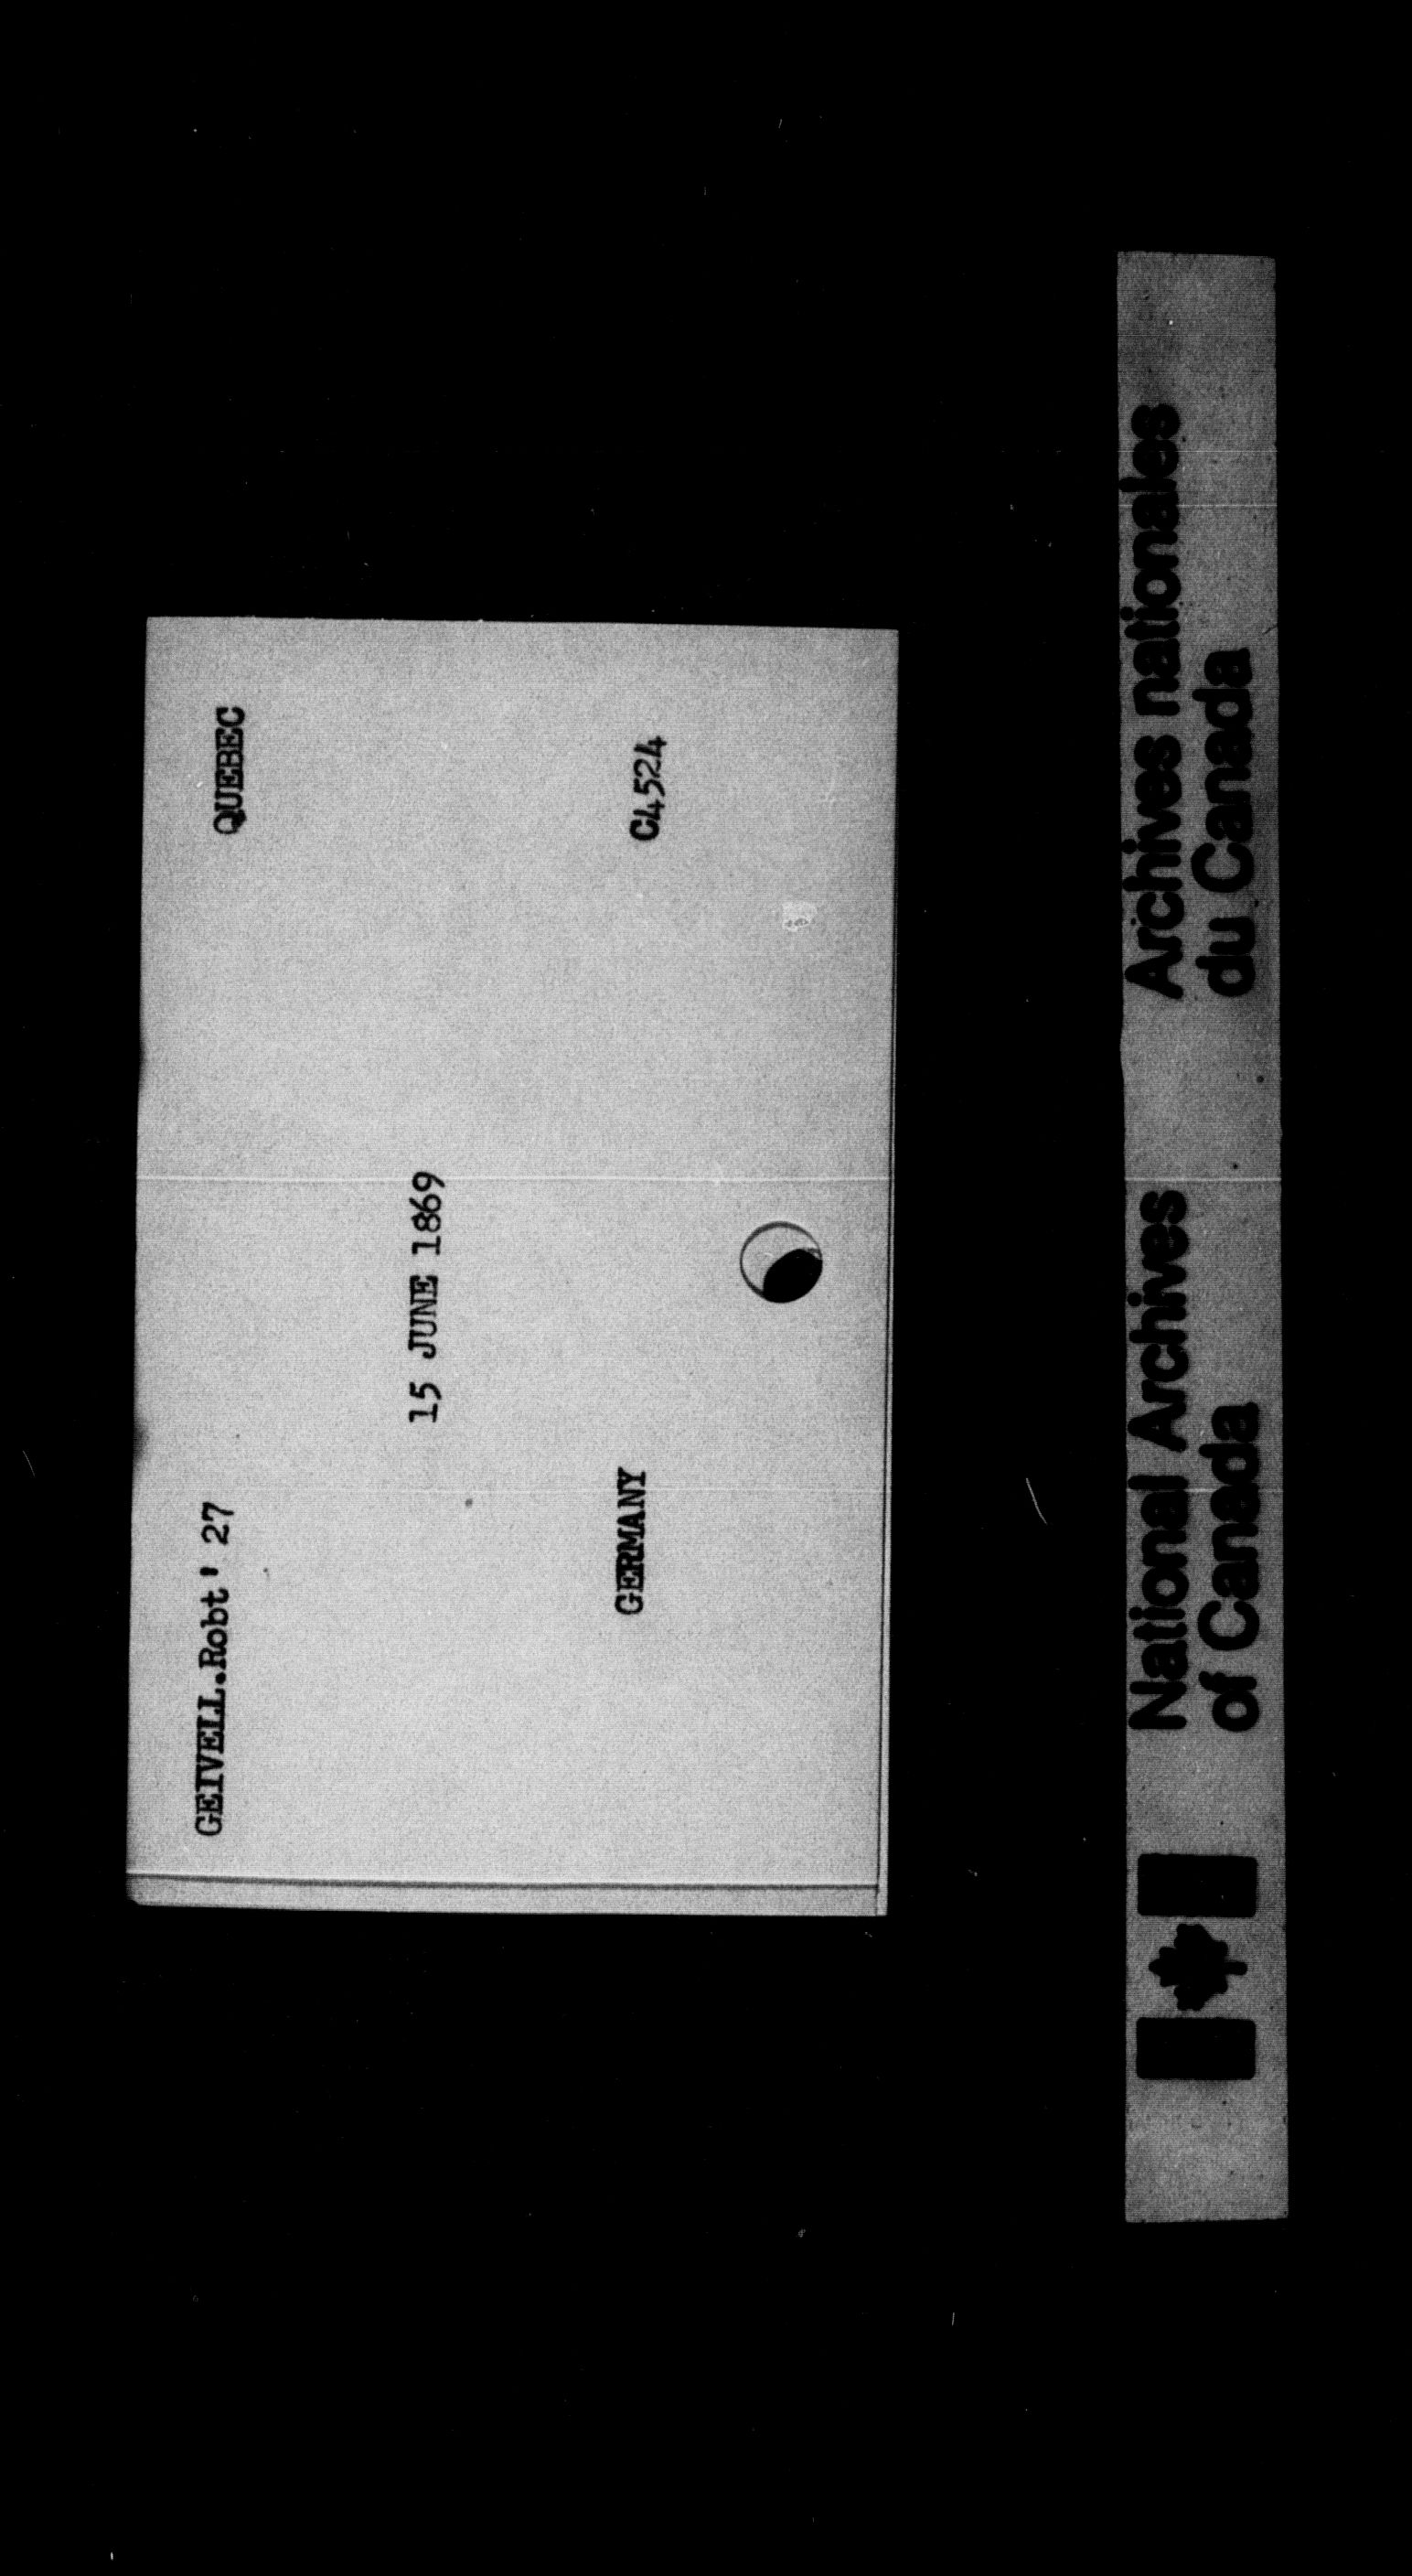 GEIVELL.Robt' 27
QUEBEC
15 JUNE 1869
GERMANY
C4524
National Archives
of Canada
Archives nationales
du Canada